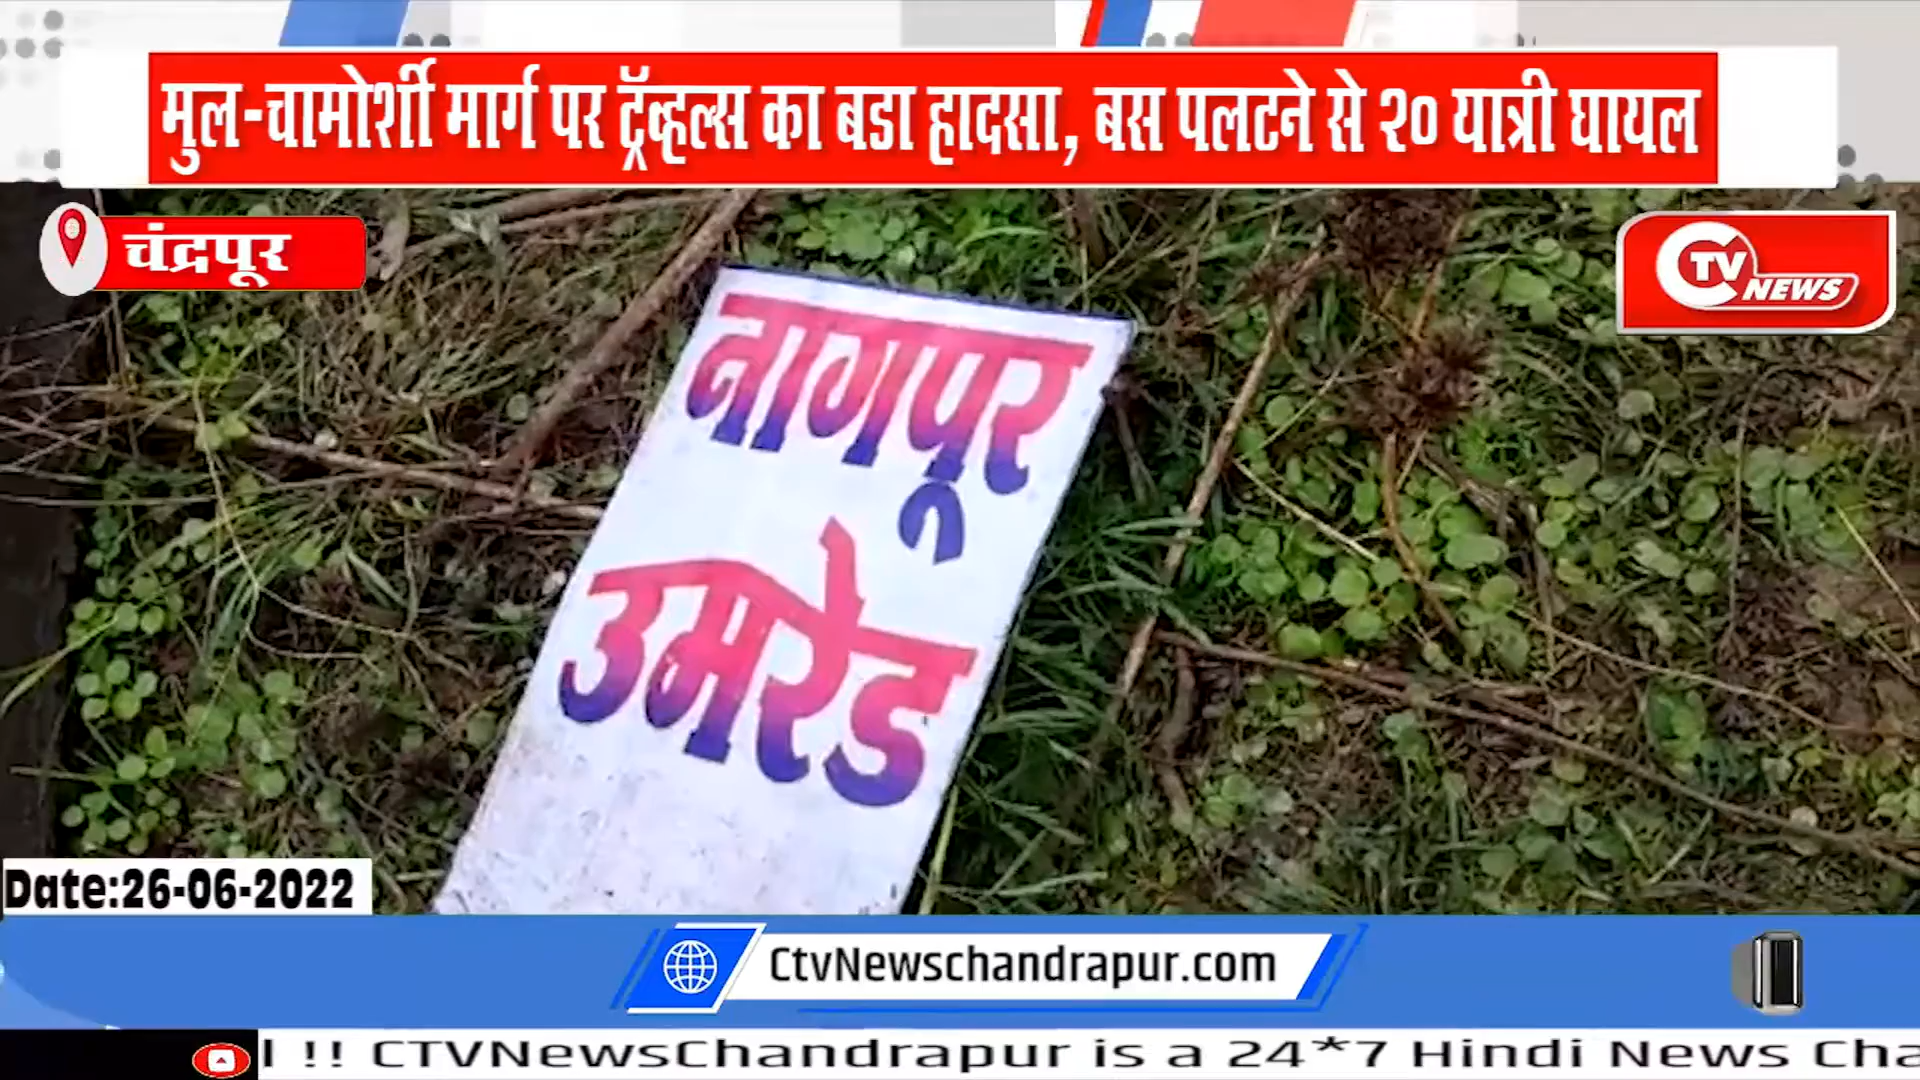 मुल-चामोर्शी मार्ग पर ट्रॅव्हल्स का बडा हादसा, बस पलटने से २० यात्री घायल
चंद्रपूर
CTV NEWS
नागपूर
उमरेड
Date:26-06-2022
CtvNewschandrapur.com
!! CTVNewsChandrapur is a 24*7 Hindi News